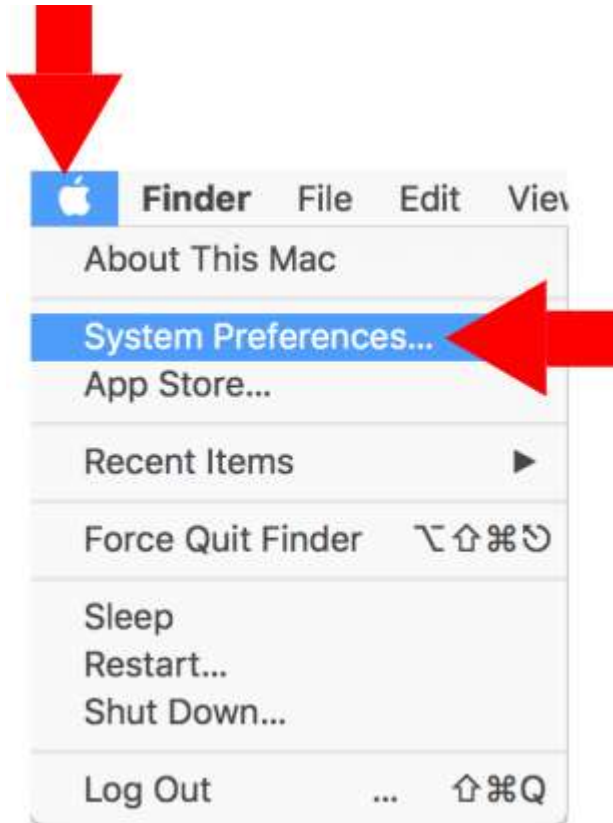 Finder File Edit View
About This Mac
System Preferences...
App Store...
Recent Items ▶
Force Quit Finder ⌥⇧⌘⎋
Sleep
Restart...
Shut Down...
Log Out ... ⇧⌘Q